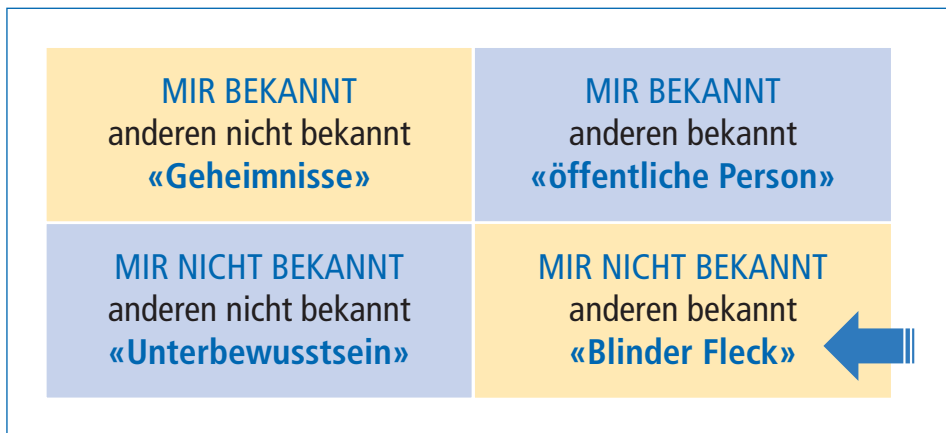 MIR BEKANNT
anderen nicht bekannt
«Geheimnisse»
MIR BEKANNT
anderen bekannt
«öffentliche Person»
MIR NICHT BEKANNT
anderen nicht bekannt
«Unterbewusstsein»
MIR NICHT BEKANNT
anderen bekannt
«Blinder Fleck»